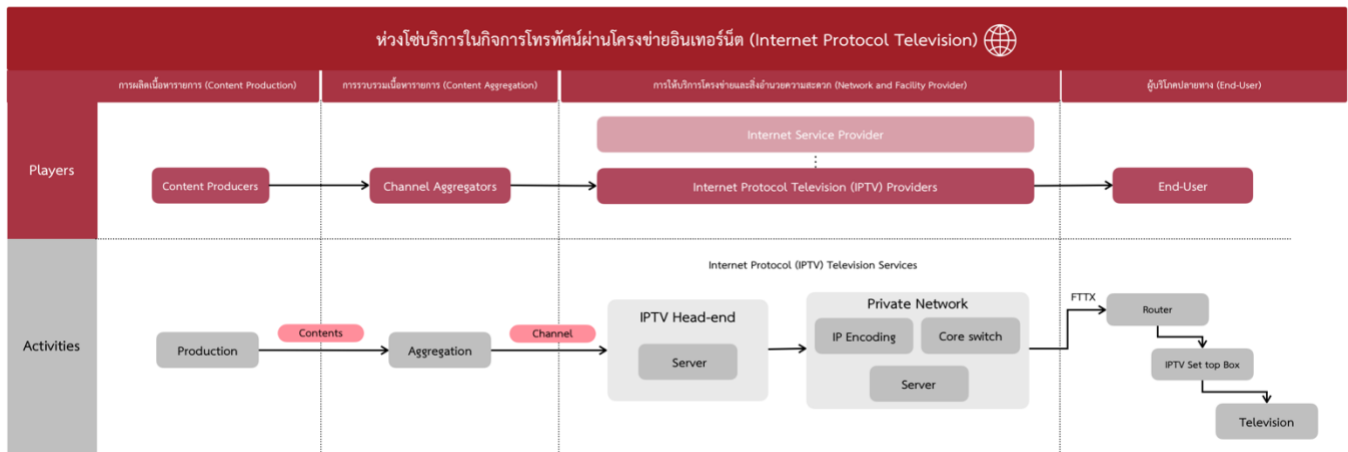 ห่วงโซ่บริการในกิจการโทรทัศน์ผ่านโครงข่ายอินเทอร์น็ต (Internet Protocol Television)
การผลิตเนื้อหารายการ (Content Production)
การรวบรวมเนื้อหารายการ (Content Aggregation)
การให้บริการโครงข่ายและสิ่งอำนวยความสะดวก (Network and Facility Provider)
ผู้บริโภคปลายทาง (End-User)
Players
Internet Service Provider
Content Producers
Channel Aggregators
Internet Protocol Television (IPTV) Providers
End-User
Activities
Internet Protocol (IPTV) Television Services
Production
Contents
Aggregation
Channel
IPTV Head-end
Server
Private Network
IP Encoding
Core switch
Server
FTTX
Router
IPTV Set top Box
Television